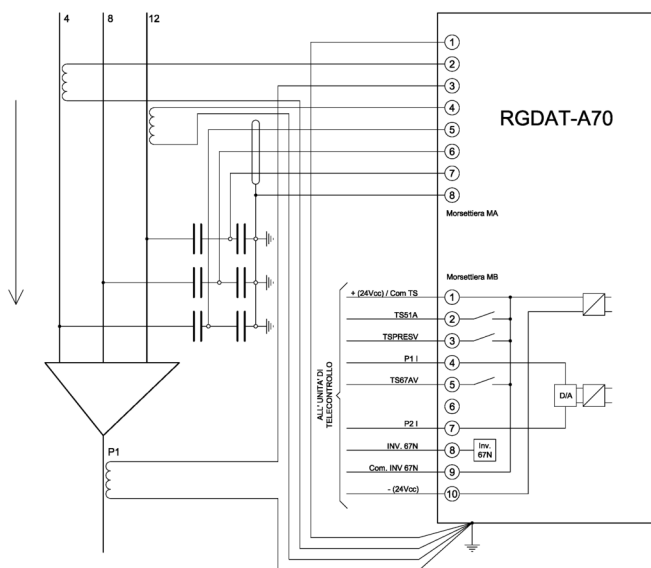 4
8
12
1
2
3
4
5
6
7
8
RGDAT-A70
Morsettiera MA
Morsettiera MB
+ (24Vcc) / Com TS
1
TS51A
2
TSPRESV
3
P1 I
4
TS67AV
5
6
P2 I
7
INV. 67N
8
Inv.
67N
Com. INV 67N
9
- (24Vcc)
10
D/A
ALL' UNITA' DI
TELECONTROLLO
P1